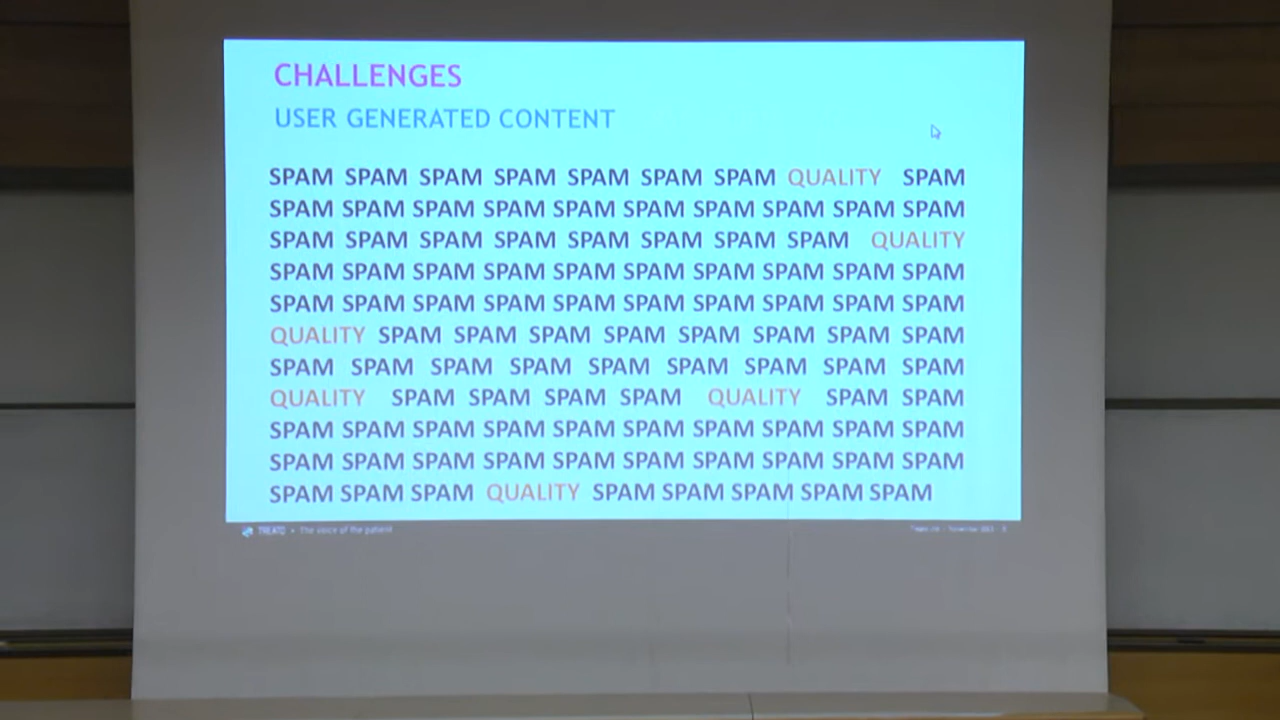 CHALLENGES
USER GENERATED CONTENT
SPAM SPAM SPAM SPAM SPAM SPAM SPAM QUALITY SPAM
SPAM SPAM SPAM SPAM SPAM SPAM SPAM SPAM SPAM SPAM
SPAM SPAM SPAM SPAM SPAM SPAM SPAM SPAM QUALITY
SPAM SPAM SPAM SPAM SPAM SPAM SPAM SPAM SPAM SPAM
SPAM SPAM SPAM SPAM SPAM SPAM SPAM SPAM SPAM SPAM
QUALITY SPAM SPAM SPAM SPAM SPAM SPAM SPAM SPAM
SPAM SPAM SPAM SPAM SPAM SPAM SPAM SPAM SPAM
QUALITY SPAM SPAM SPAM SPAM QUALITY SPAM SPAM
SPAM SPAM SPAM SPAM SPAM SPAM SPAM SPAM SPAM SPAM
SPAM SPAM SPAM SPAM SPAM SPAM SPAM SPAM SPAM SPAM
SPAM SPAM SPAM QUALITY SPAM SPAM SPAM SPAM SPAM
TREATO • The voice of the patient